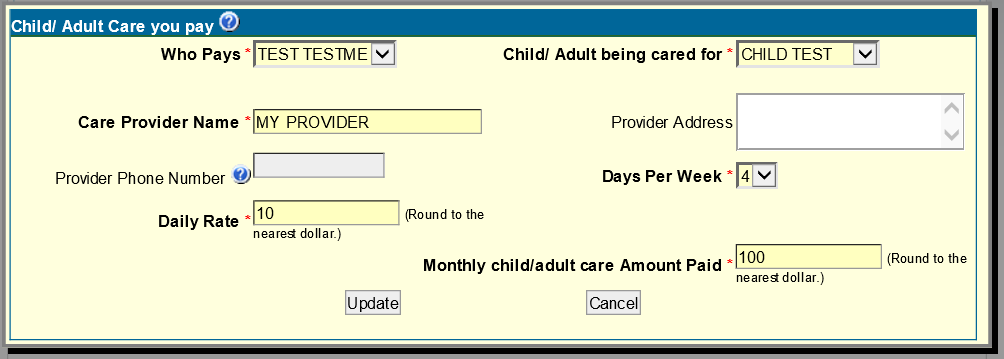 Child/ Adult Care you pay ?
Who Pays * TEST TESTME Child/ Adult being cared for * CHILD TEST
Care Provider Name * MY PROVIDER Provider Address
Provider Phone Number ? Days Per Week * 4
Daily Rate * 10 (Round to the
nearest dollar.)
Monthly child/adult care Amount Paid * 100 (Round to the
nearest dollar.)
Update Cancel